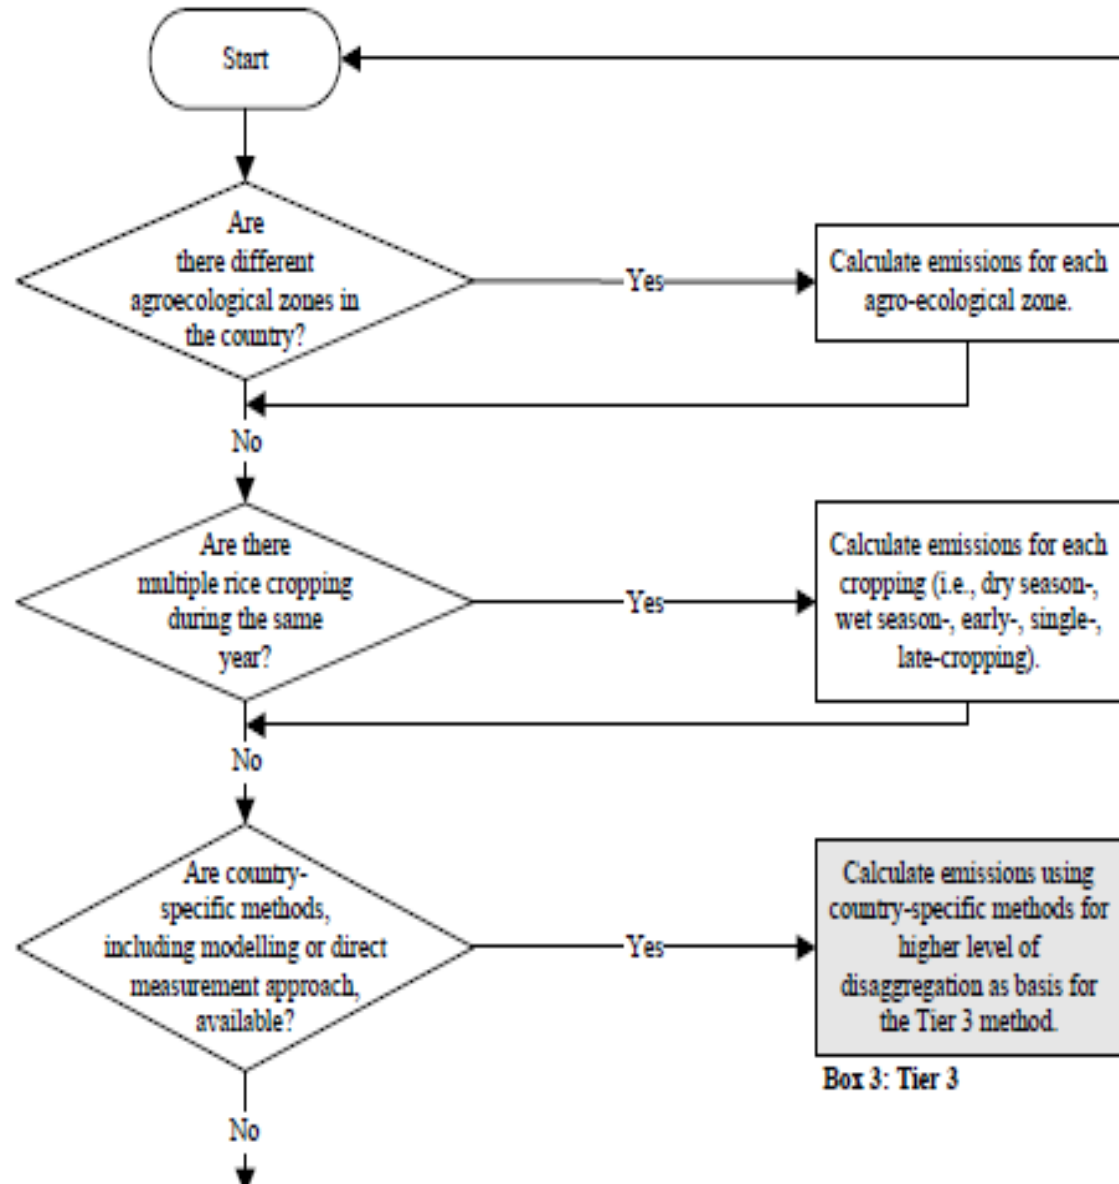 Start
Are
there different
agroecological zones in
the country?
Yes
Calculate emissions for each
agro-ecological zone.
No
Are there
multiple rice cropping
during the same
year?
Yes
Calculate emissions for each
cropping (i.e., dry season-,
wet season-, early-, single-,
late-cropping).
No
Are country-
specific methods,
including modelling or direct
measurement approach,
available?
Yes
Calculate emissions using
country-specific methods for
higher level of
disaggregation as basis for
the Tier 3 method.
Box 3: Tier 3
No